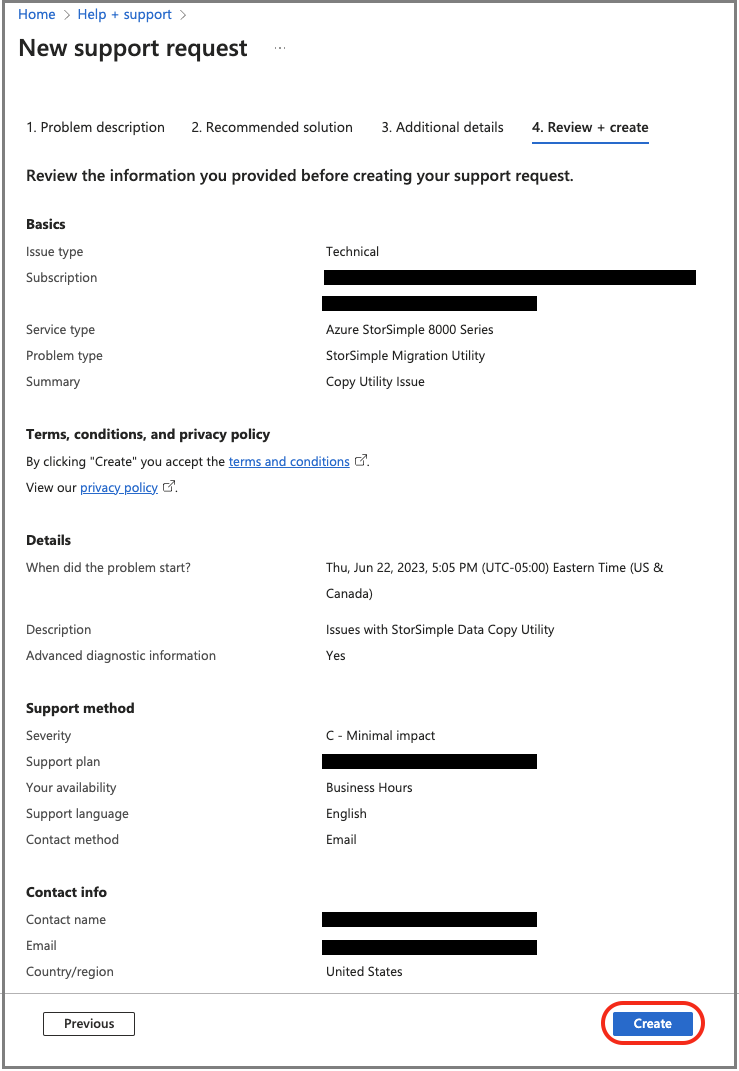 Home > Help + support >
New support request ...
1. Problem description 2. Recommended solution 3. Additional details 4. Review + create
Review the information you provided before creating your support request.
Basics
Issue type Technical
Subscription
Service type Azure StorSimple 8000 Series
Problem type StorSimple Migration Utility
Summary Copy Utility Issue
Terms, conditions, and privacy policy
By clicking "Create" you accept the terms and conditions.
View our privacy policy.
Details
When did the problem start? Thu, Jun 22, 2023, 5:05 PM (UTC-05:00) Eastern Time (US &
Canada)
Description Issues with StorSimple Data Copy Utility
Advanced diagnostic information Yes
Support method
Severity C - Minimal impact
Support plan
Your availability Business Hours
Support language English
Contact method Email
Contact info
Contact name
Email
Country/region United States
Previous Create